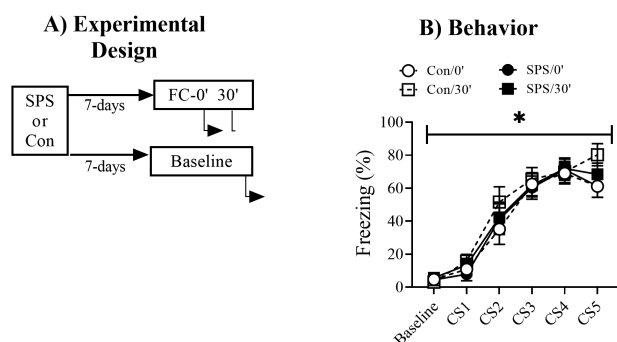 A) Experimental
Design
SPS
or
Con
7-days
FC-0' 30'
7-days
Baseline
B) Behavior
Con/0'
SPS/0'
Con/30'
SPS/30'
*
Freezing (%)
100
80
60
40
20
0
Baseline
CS1
CS2
CS3
CS4
CS5